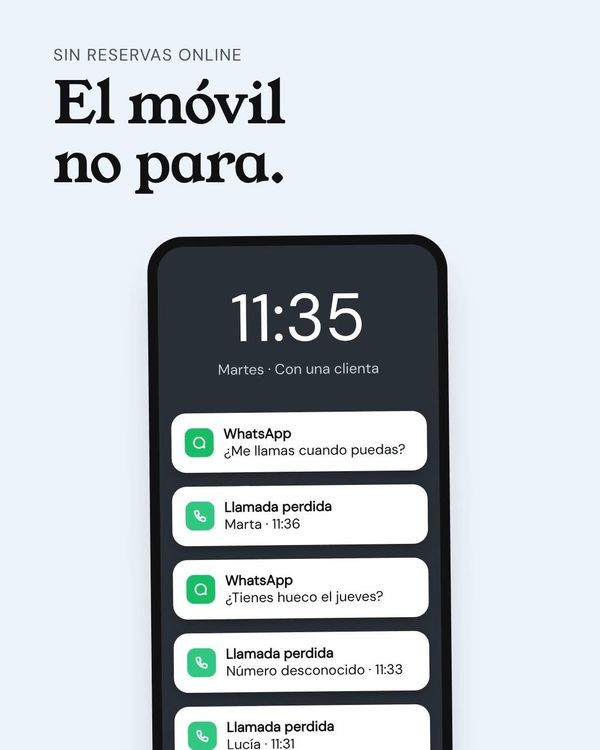 SIN RESERVAS ONLINE
El móvil
no para.
11:35
Martes · Con una clienta
WhatsApp
¿Me llamas cuando puedas?
Llamada perdida
Marta · 11:36
WhatsApp
¿Tienes hueco el jueves?
Llamada perdida
Número desconocido · 11:33
Llamada perdida
Lucía · 11:31